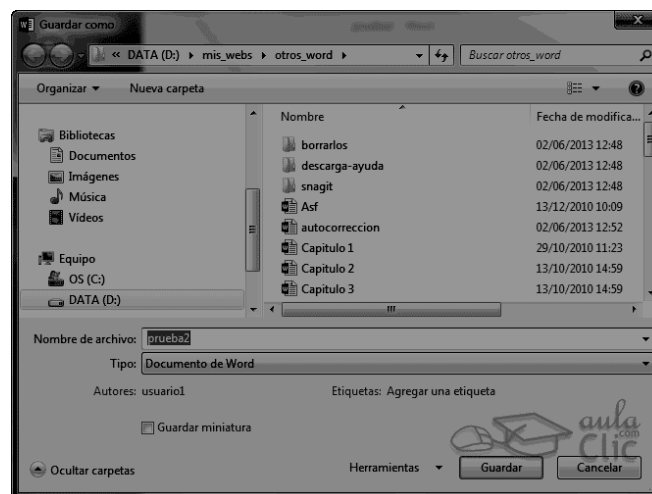 Guardar como
prueba2 - Word
« DATA (D:) ▸ mis_webs ▸ otros_word ▸
Buscar otros_word
Organizar
Nueva carpeta
Bibliotecas
Documentos
Imágenes
Música
Vídeos
Equipo
OS (C:)
DATA (D:)
Nombre
Fecha de modifica...
borrarlos
02/06/2013 12:48
descarga-ayuda
02/06/2013 12:48
snagit
02/06/2013 12:48
Asf
13/12/2010 10:09
autocorreccion
02/06/2013 12:52
Capitulo 1
29/10/2010 11:23
Capitulo 2
13/10/2010 14:59
Capitulo 3
13/10/2010 14:59
Nombre de archivo: prueba2
Tipo: Documento de Word
Autores: usuario1
Etiquetas: Agregar una etiqueta
Guardar miniatura
aula
.com
Clic
Ocultar carpetas
Herramientas
Guardar
Cancelar